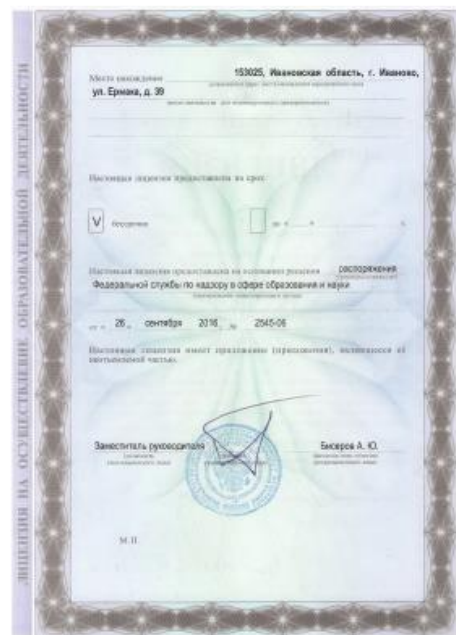 ЛИЦЕНЗИЯ НА ОСУЩЕСТВЛЕНИЕ ОБРАЗОВАТЕЛЬНОЙ ДЕЯТЕЛЬНОСТИ
Место нахождения 153025, Ивановская область, г. Иваново,
ул. Ермака, д. 39
Настоящая лицензия предоставлена на срок:
V бессрочно до «
Настоящая лицензия предоставлена на основании решения распоряжения
Федеральной службы по надзору в сфере образования и науки
от « 26 » сентября 2016 № 2545-06
Настоящая лицензия имеет приложение (приложения), являющееся её
неотъемлемой частью.
Заместитель руководителя Бисеров А. Ю.
М.П.